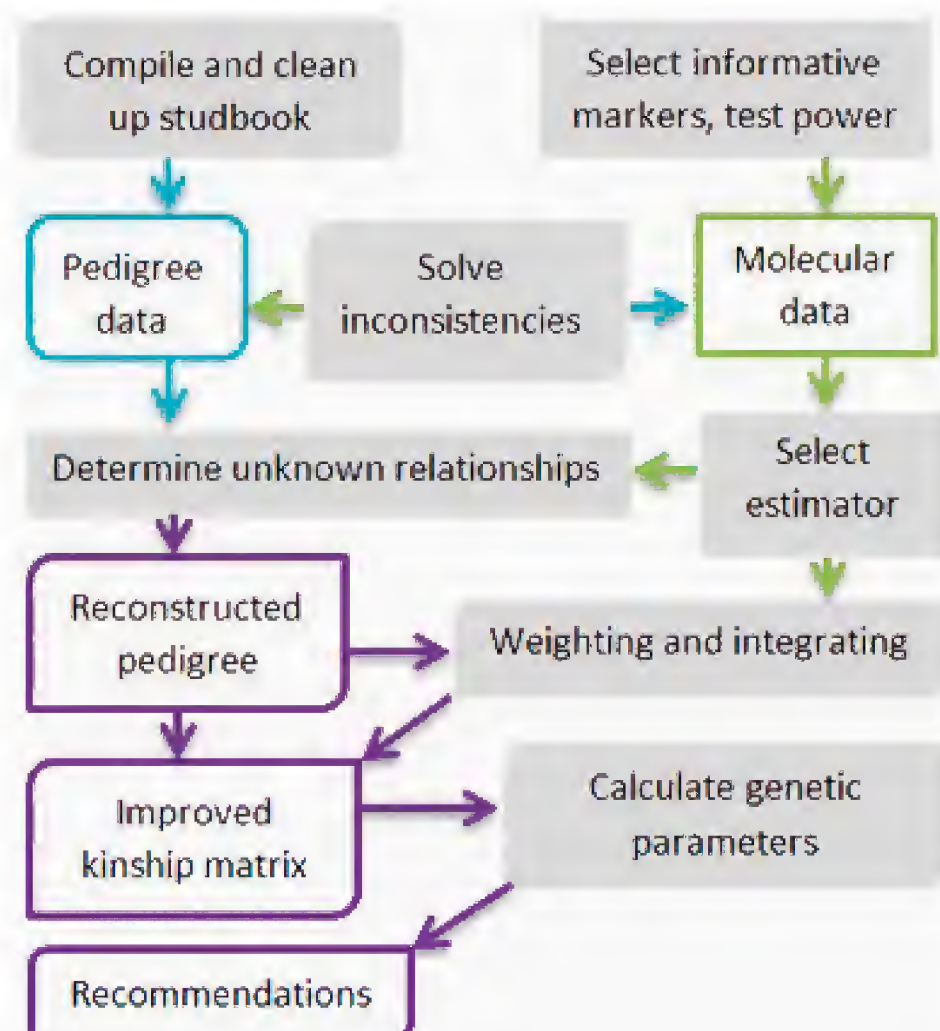 Compile and clean
up studbook
Select informative
markers, test power
Pedigree
data
Solve
inconsistencies
Molecular
data
Determine unknown relationships
Select
estimator
Reconstructed
pedigree
Weighting and integrating
Improved
kinship matrix
Calculate genetic
parameters
Recommendations